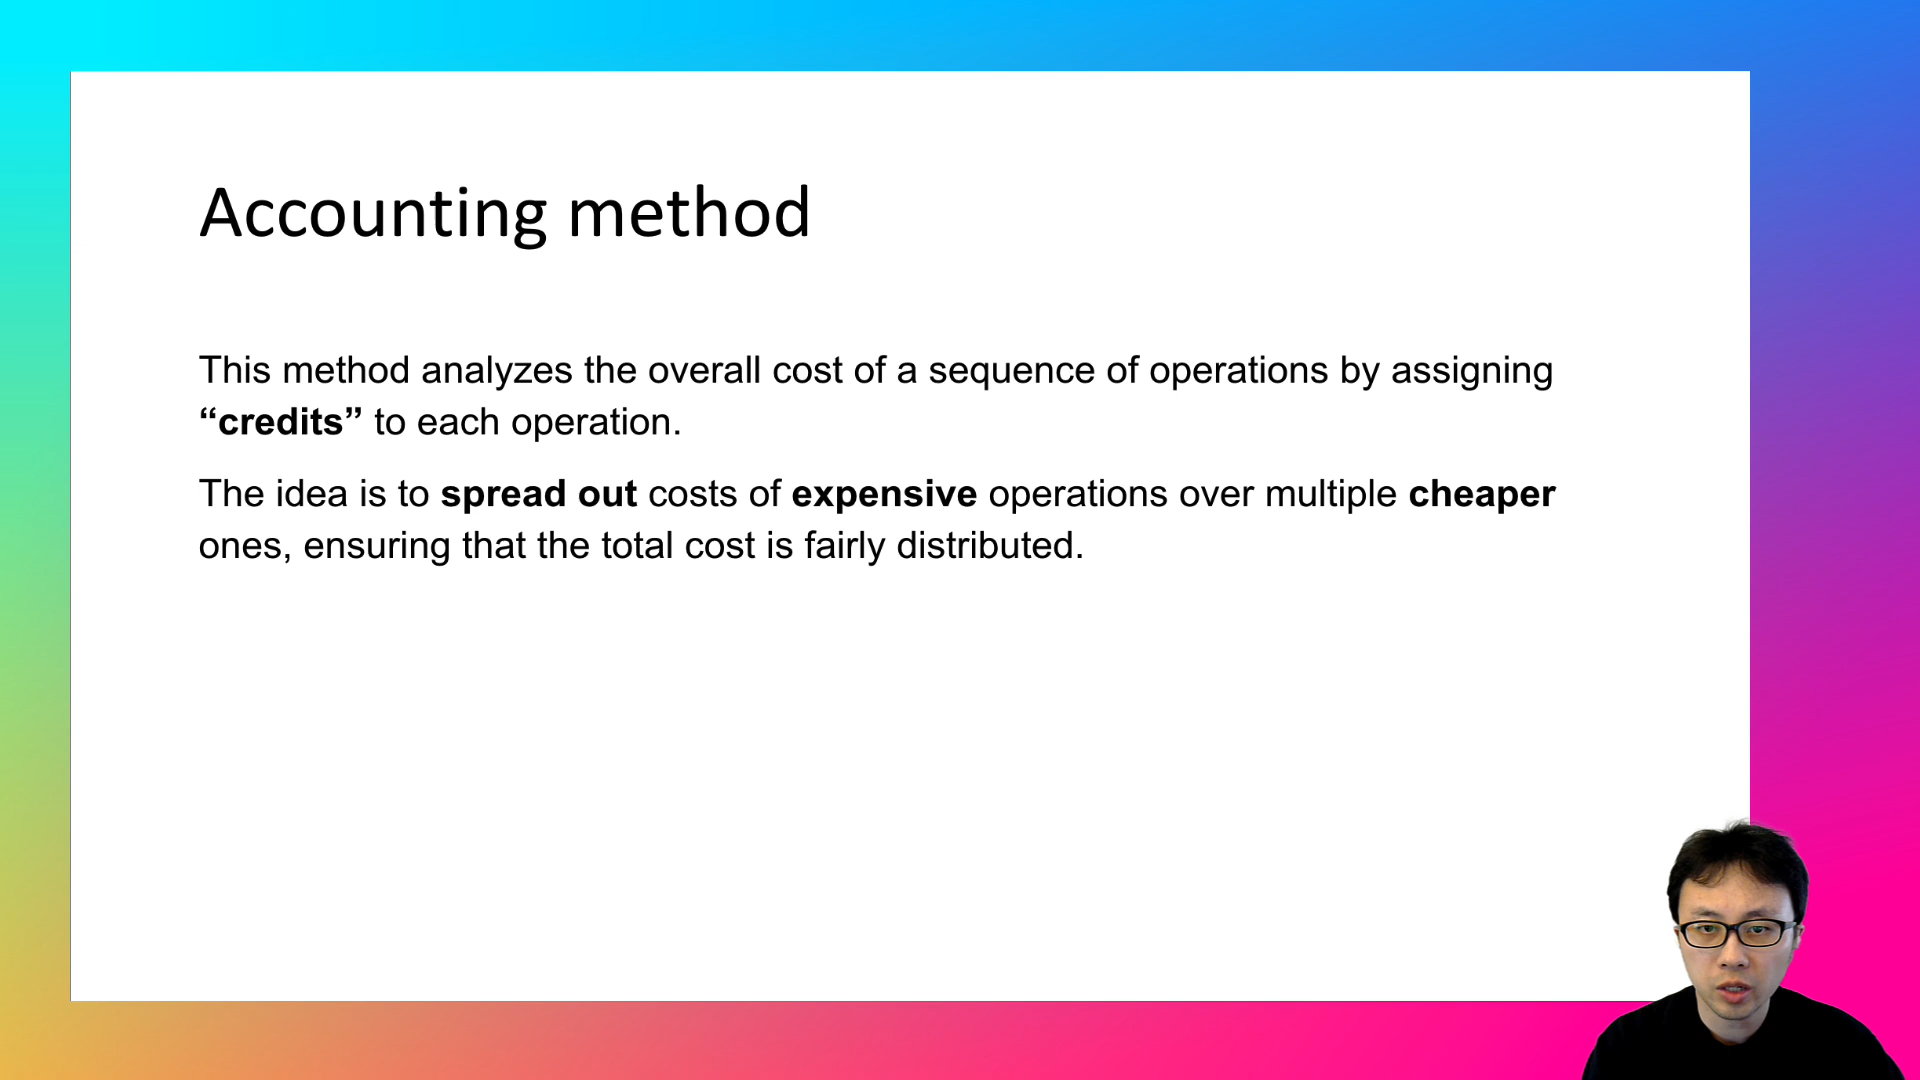 Accounting method
This method analyzes the overall cost of a sequence of operations by assigning
“credits” to each operation.
The idea is to spread out costs of expensive operations over multiple cheaper
ones, ensuring that the total cost is fairly distributed.